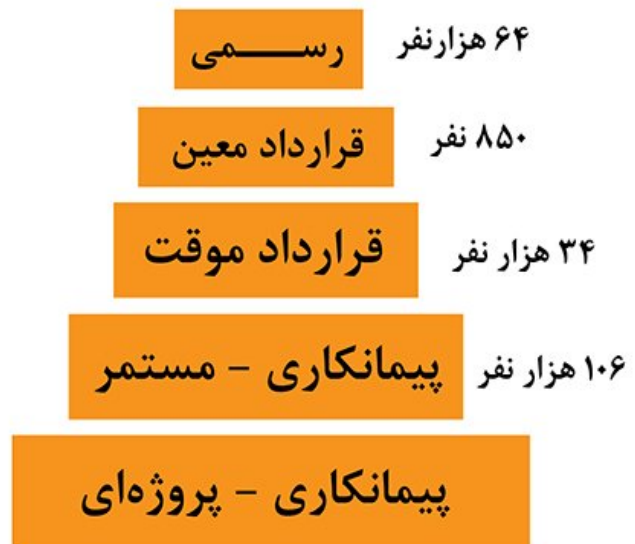 رســـــمی ۶۴ هزارنفر
قرارداد معین ۸۵۰ نفر
قرارداد موقت ۳۴ هزار نفر
پیمانکاری - مستمر ۱۰۶ هزار نفر
پیمانکاری - پروژه‌ای